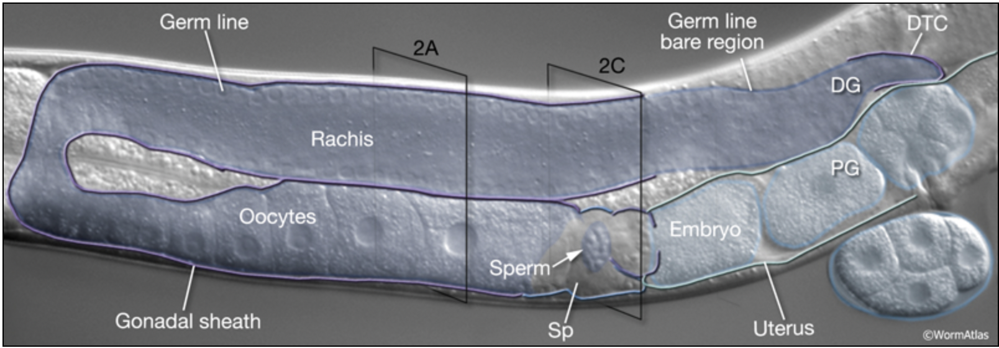 Germ line
2A
2C
Germ line
bare region
DTC
DG
Rachis
PG
Oocytes
Embryo
Sperm
Gonadal sheath
Sp
Uterus
©WormAtlas